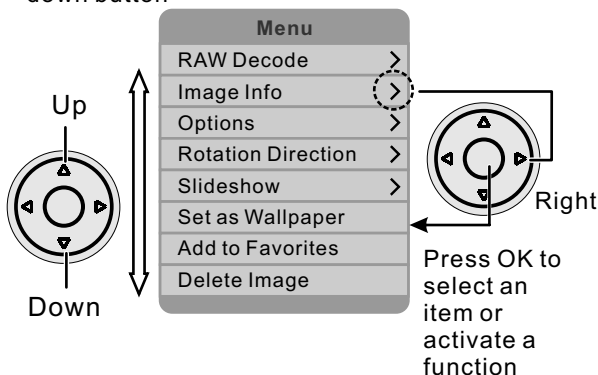 down button
Menu
RAW Decode
Image Info
Options
Rotation Direction
Slideshow
Set as Wallpaper
Add to Favorites
Delete Image
Up
Down
Right
Press OK to
select an
item or
activate a
function